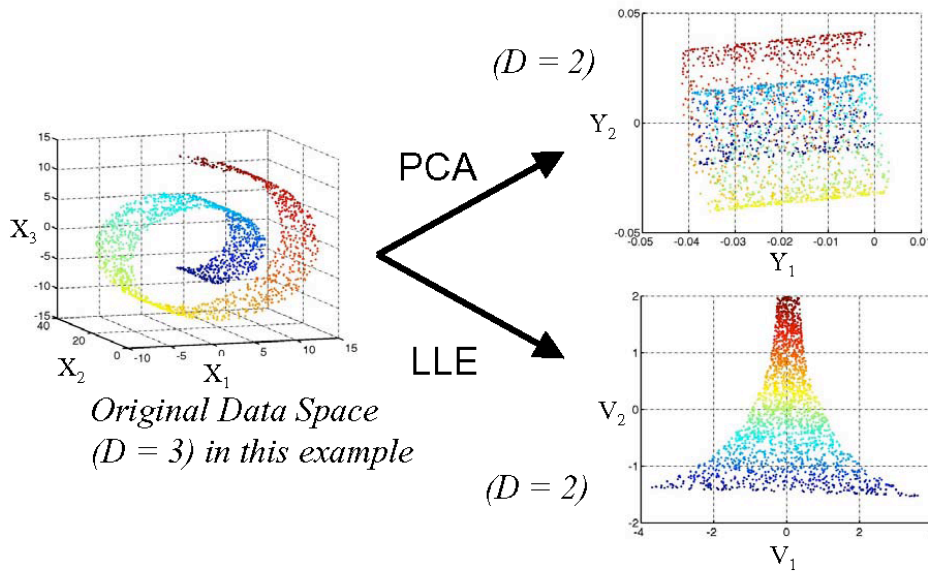 (D = 2)
0.05
Y2
0
-0.05
-0.05 -0.04 -0.03 -0.02 -0.01 0 0.01
Y1
PCA
15
10
5
X3
0
-5
-10
-15
40
20
0
X2
-10 -5 0 5 10 15
X1
LLE
Original Data Space
(D = 3) in this example
2
1
V2
0
-1
-2
-4 -2 0 2
V1
(D = 2)